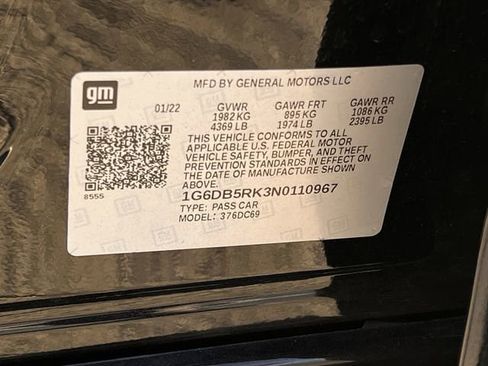 gm
MFD BY GENERAL MOTORS LLC
01/22 GVWR GAWR FRT GAWR RR
1982 KG 895 KG 1086 KG
4369 LB 1974 LB 2395 LB
THIS VEHICLE CONFORMS TO ALL
APPLICABLE U.S. FEDERAL MOTOR
VEHICLE SAFETY, BUMPER, AND THEFT
PREVENTION STANDARDS IN EFFECT ON
THE DATE OF MANUFACTURE SHOWN
ABOVE.
8555
1G6DB5RK3N0110967
TYPE: PASS CAR
MODEL: 376DC69